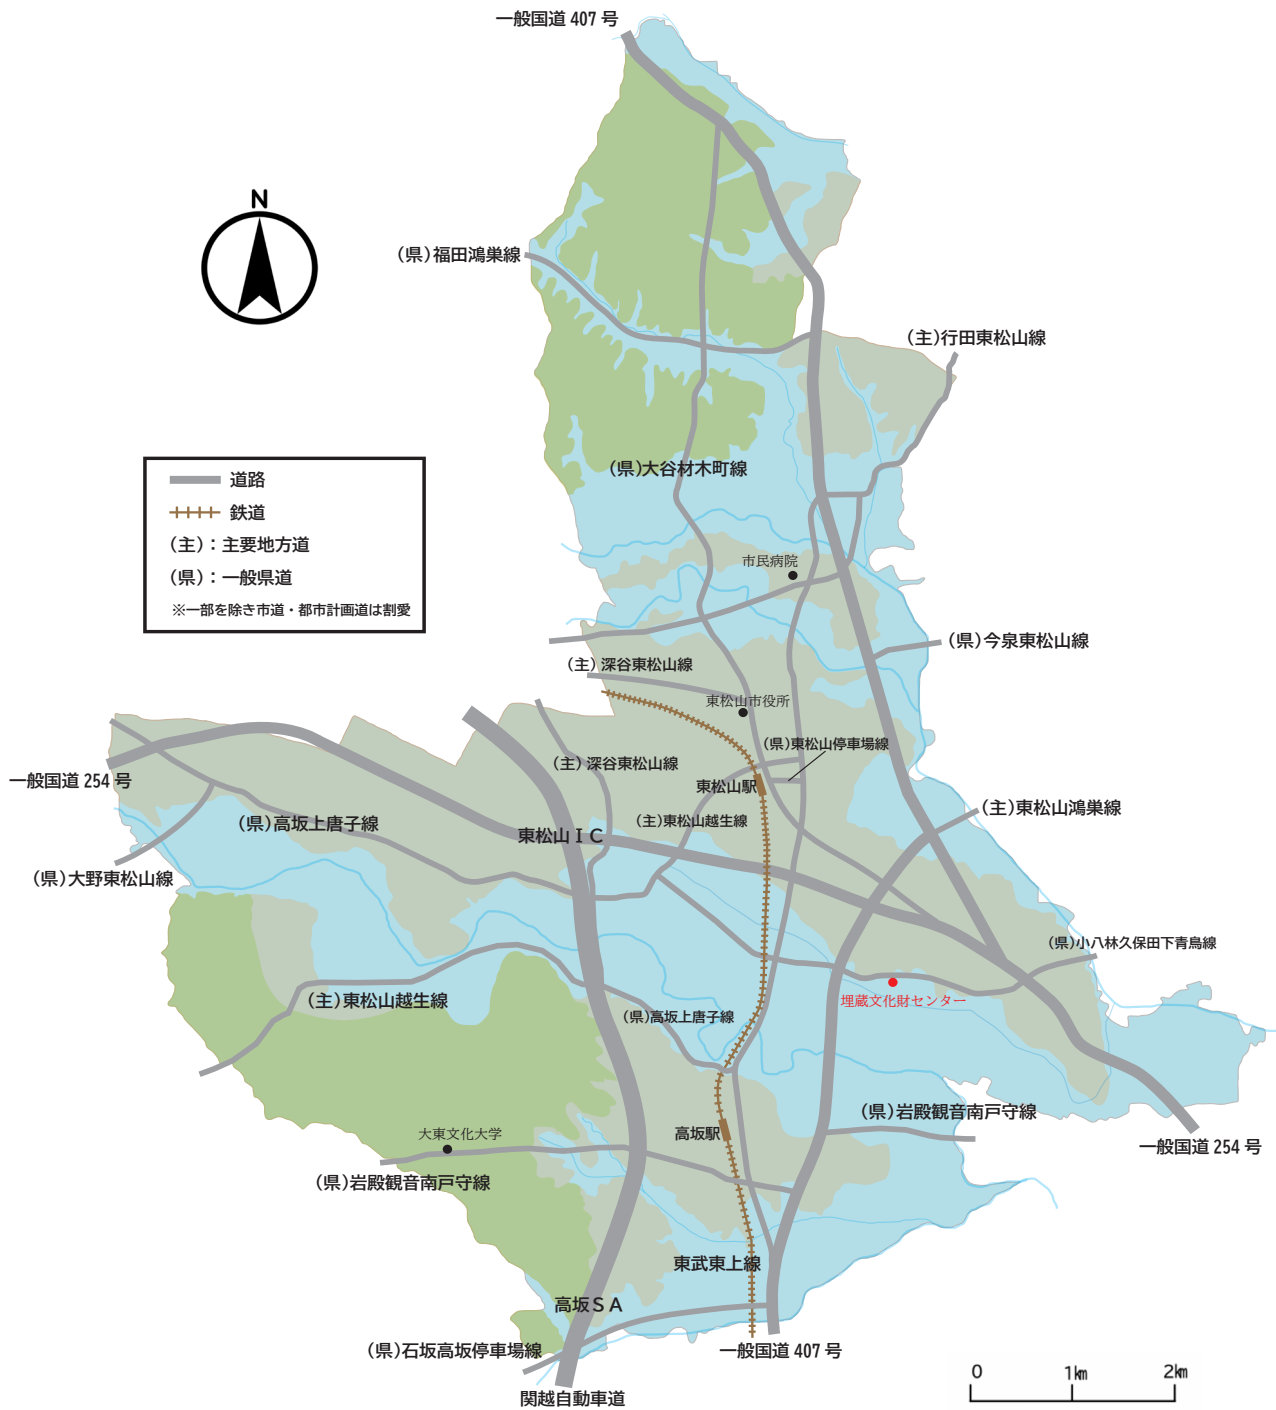 一般国道 407 号
N
（県）福田鴻巣線
（主）行田東松山線
道路
鉄道
（主）：主要地方道
（県）：一般県道
※一部を除き市道・都市計画道は割愛
（県）大谷材木町線
市民病院
（県）今泉東松山線
（主）深谷東松山線
東松山市役所
（県）東松山停車場線
（主）深谷東松山線
一般国道 254 号
東松山駅
（主）東松山鴻巣線
（県）高坂上唐子線
（主）東松山越生線
東松山ＩＣ
（県）大野東松山線
（県）小八林久保田下青鳥線
（主）東松山越生線
埋蔵文化財センター
（県）高坂上唐子線
（県）岩殿観音南戸守線
大東文化大学
高坂駅
一般国道 254 号
（県）岩殿観音南戸守線
東武東上線
高坂ＳＡ
（県）石坂高坂停車場線
一般国道 407 号
関越自動車道
0 1㎞ 2㎞